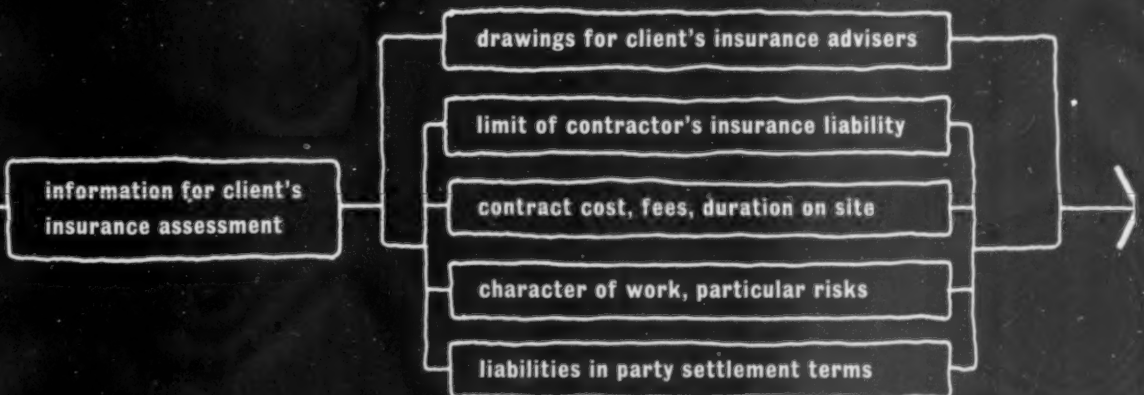 drawings for client's insurance advisers
limit of contractor's insurance liability
information for client's
insurance assessment
contract cost, fees, duration on site
character of work, particular risks
liabilities in party settlement terms